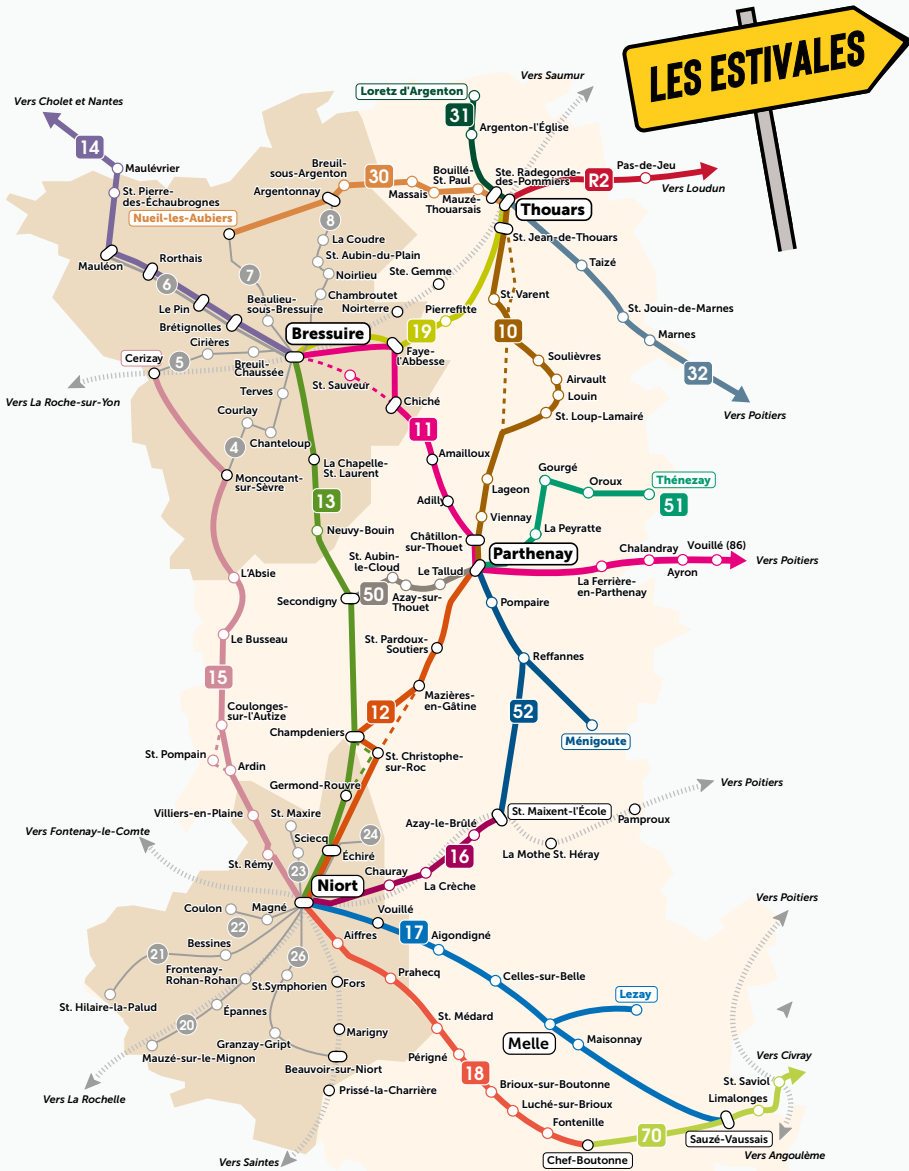 LES ESTIVALES
Vers Saumur
Loretz d'Argenton
Vers Cholet et Nantes
31
Argenton-l'Église
14
Maulévrier
Breuil-
sous-Argenton
30
Bouillé-
St. Paul
Ste. Radegonde-
des-Pommiers
R2
Pas-de-Jeu
Vers Loudun
St. Pierre-
des-Échaubrognes
Argentonnay
Massais
Mauzé-
Thouarsais
Thouars
Nueil-les-Aubiers
8
St. Jean-de-Thouars
La Coudre
St. Aubin-du-Plain
Taizé
Mauléon
Rorthais
6
7
Noirlieu
Ste. Gemme
Le Pin
Beaulieu-
sous-Bressuire
Chambroutet
Noirterre
Pierrefitte
St. Varent
St. Jouin-de-Marnes
Brétignolles
Bressuire
19
10
Marnes
Cirières
Cerizay
5
Breuil-
Chaussée
Faye-
l'Abbesse
Soulièvres
32
Vers La Roche-sur-Yon
Terves
St. Sauveur
Airvault
Louin
Vers Poitiers
Courlay
Chiché
St. Loup-Lamairé
4
Chanteloup
11
Moncoutant-
sur-Sèvre
La Chapelle-
St. Laurent
Amailloux
Gourgé
Oroux
Thénezay
51
13
Lageon
Adilly
Viennay
La Peyratte
Neuvy-Bouin
Châtillon-
sur-Thouet
Parthenay
Chalandray
Vouillé (86)
Vers Poitiers
St. Aubin-
le-Cloud
Le Tallud
La Ferrière-
en-Parthenay
Ayron
L'Absie
Secondigny
50
Azay-sur-
Thouet
Pompaire
Le Busseau
St. Pardoux-
Soutiers
Reffannes
15
Mazières-
en-Gâtine
Coulonges-
sur-l'Autize
12
52
Champdeniers
Ménigoute
St. Pompain
Ardin
St. Christophe-
sur-Roc
Germond-Rouvre
Vers Poitiers
Villiers-en-Plaine
St. Maxire
St. Maixent-l'École
Pamproux
Vers Fontenay-le-Comte
Sciecq
24
Azay-le-Brûlé
Échiré
16
La Mothe St. Héray
St. Rémy
23
Chauray
La Crèche
Niort
Coulon
Magné
Vouillé
Vers Poitiers
22
17
Aiffres
Aigondigné
Bessines
21
26
Frontenay-
Rohan-Rohan
St.Symphorien
Fors
Prahecq
Celles-sur-Belle
St. Hilaire-la-Palud
Lezay
Épannes
20
St. Médard
Marigny
Granzay-Gript
Melle
Maisonnay
Mauzé-sur-le-Mignon
Périgné
Vers Civray
Beauvoir-sur-Niort
18
St. Saviol
Vers La Rochelle
Prissé-la-Charrière
Brioux-sur-Boutonne
Limalonges
Luché-sur-Brioux
Fontenille
70
Sauzé-Vaussais
Vers Saintes
Chef-Boutonne
Vers Angoulême